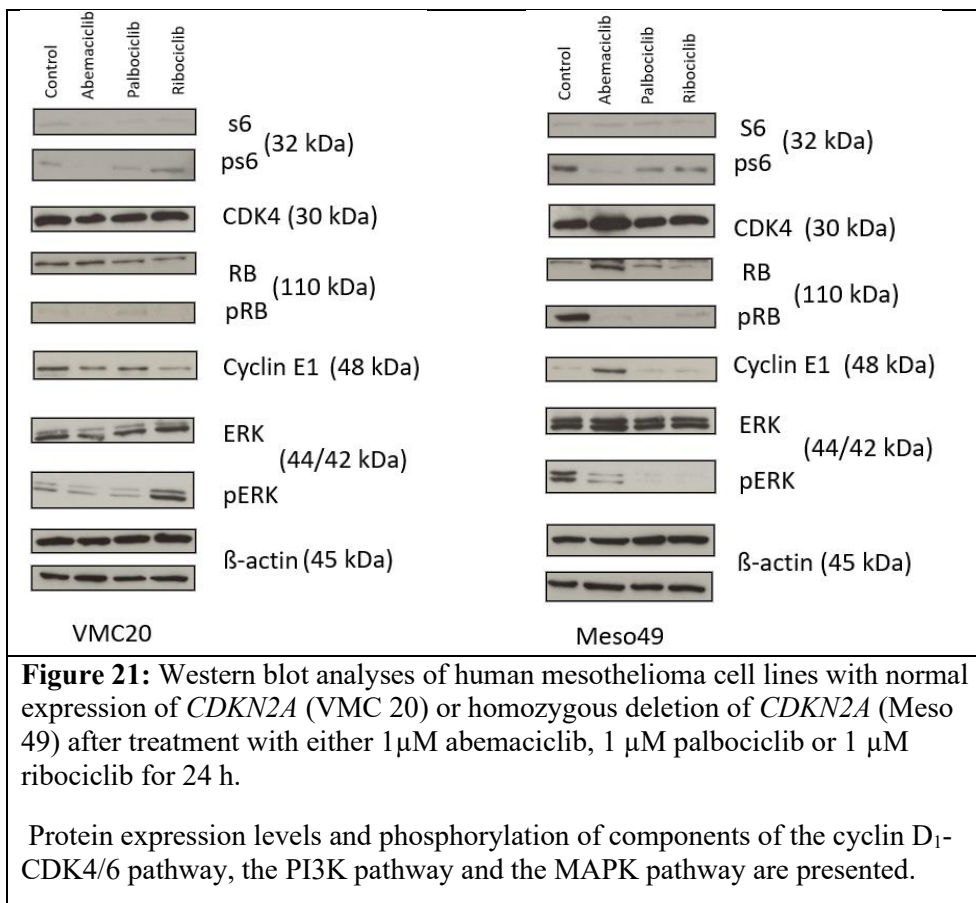 Control Abemaciclib Palbociclib Ribociclib
s6
(32 kDa)
ps6
CDK4 (30 kDa)
RB
(110 kDa)
pRB
Cyclin E1 (48 kDa)
ERK
(44/42 kDa)
pERK
ß-actin (45 kDa)
VMC20
Control Abemaciclib Palbociclib Ribociclib
S6
(32 kDa)
ps6
CDK4 (30 kDa)
RB
(110 kDa)
pRB
Cyclin E1 (48 kDa)
ERK
(44/42 kDa)
pERK
ß-actin (45 kDa)
Meso49
Figure 21: Western blot analyses of human mesothelioma cell lines with normal
expression of CDKN2A (VMC 20) or homozygous deletion of CDKN2A (Meso
49) after treatment with either 1µM abemaciclib, 1 µM palbociclib or 1 µM
ribociclib for 24 h.
Protein expression levels and phosphorylation of components of the cyclin D₁-
CDK4/6 pathway, the PI3K pathway and the MAPK pathway are presented.